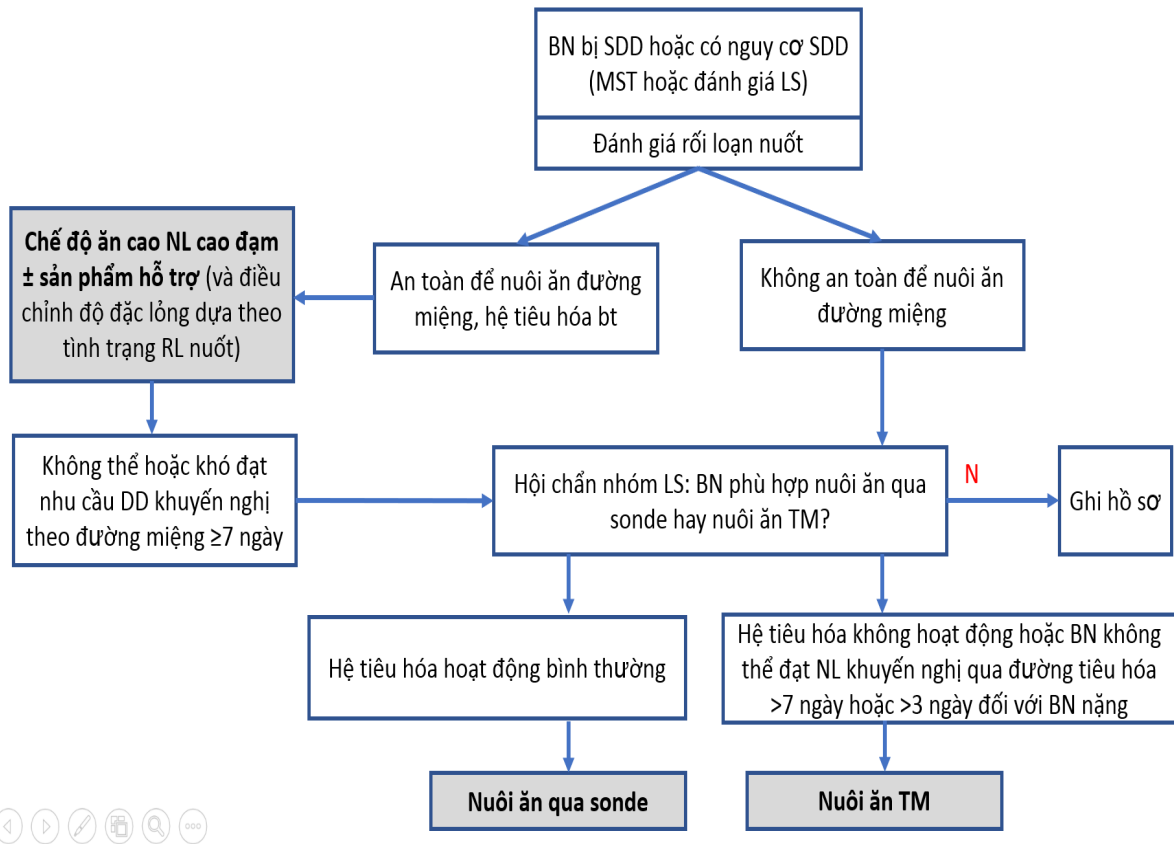 BN bị SDD hoặc có nguy cơ SDD
(MST hoặc đánh giá LS)
Đánh giá rối loạn nuốt
Chế độ ăn cao NL cao đạm
± sản phẩm hỗ trợ (và điều
chỉnh độ đặc lỏng dựa theo
tình trạng RL nuốt)
An toàn để nuôi ăn đường
miệng, hệ tiêu hóa bt
Không an toàn để nuôi ăn
đường miệng
Không thể hoặc khó đạt
nhu cầu DD khuyến nghị
theo đường miệng ≥7 ngày
Hội chẩn nhóm LS: BN phù hợp nuôi ăn qua
sonde hay nuôi ăn TM?
N
Ghi hồ sơ
Hệ tiêu hóa hoạt động bình thường
Hệ tiêu hóa không hoạt động hoặc BN không
thể đạt NL khuyến nghị qua đường tiêu hóa
>7 ngày hoặc >3 ngày đối với BN nặng
Nuôi ăn qua sonde
Nuôi ăn TM